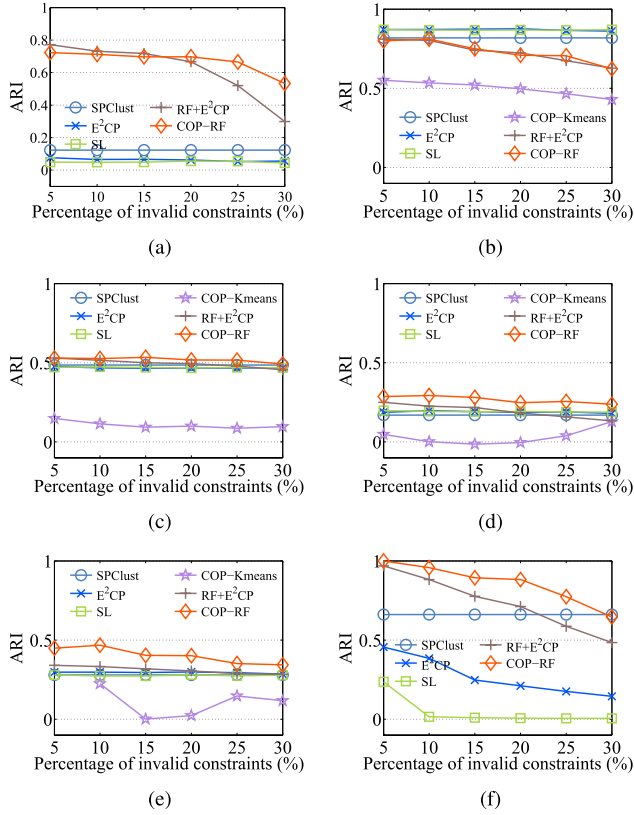 1
0.8
0.6
0.4
0.2
0
ARI
SPClust
E²CP
SL
RF+E²CP
COP−RF
5 10 15 20 25 30
Percentage of invalid constraints (%)
(a)
1
0.5
0
ARI
SPClust
E²CP
SL
COP−Kmeans
RF+E²CP
COP−RF
5 10 15 20 25 30
Percentage of invalid constraints (%)
(b)
1
0.5
0
ARI
SPClust
E²CP
SL
COP−Kmeans
RF+E²CP
COP−RF
5 10 15 20 25 30
Percentage of invalid constraints (%)
(c)
1
0.5
0
ARI
SPClust
E²CP
SL
COP−Kmeans
RF+E²CP
COP−RF
5 10 15 20 25 30
Percentage of invalid constraints (%)
(d)
1
0.5
0
ARI
SPClust
E²CP
SL
COP−Kmeans
RF+E²CP
COP−RF
5 10 15 20 25 30
Percentage of invalid constraints (%)
(e)
1
0.5
0
ARI
SPClust
E²CP
SL
RF+E²CP
COP−RF
5 10 15 20 25 30
Percentage of invalid constraints (%)
(f)